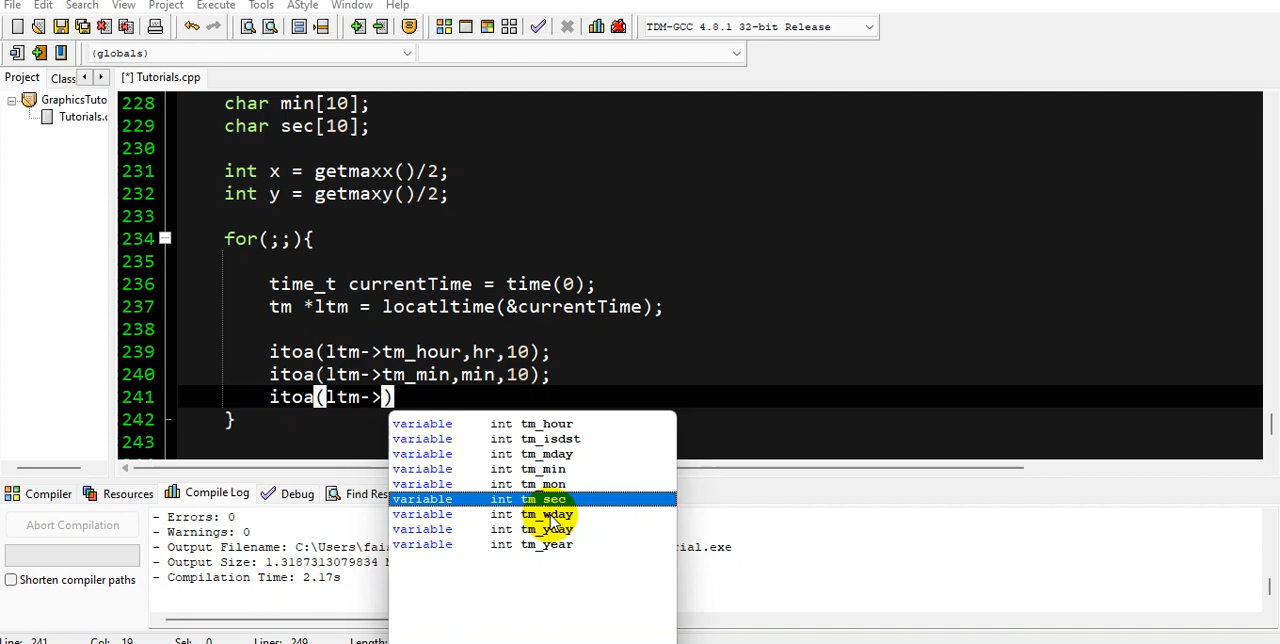 File Edit Search View Project Execute Tools AStyle Window Help
TDM-GCC 4.8.1 32-bit Release
(globals)
Project Class [*] Tutorials.cpp
GraphicsTuto
Tutorials.c
228 char min[10];
229 char sec[10];
230
231 int x = getmaxx()/2;
232 int y = getmaxy()/2;
233
234 for(;;){
235
236 time_t currentTime = time(0);
237 tm *ltm = locatltime(&currentTime);
238
239 itoa(ltm->tm_hour,hr,10);
240 itoa(ltm->tm_min,min,10);
241 itoa(ltm->)
242 }
243
variable int tm_hour
variable int tm_isdst
variable int tm_mday
variable int tm_min
variable int tm_mon
variable int tm_sec
variable int tm_wday
variable int tm_yday
variable int tm_year
Compiler Resources Compile Log Debug Find Res
Abort Compilation
Shorten compiler paths
- Errors: 0
- Warnings: 0
- Output Filename: C:\Users\fais ial.exe
- Output Size: 1.3187313079834
- Compilation Time: 2.17s
Line: 241 Col: 19 Sel: 0 Lines: 249 Length: